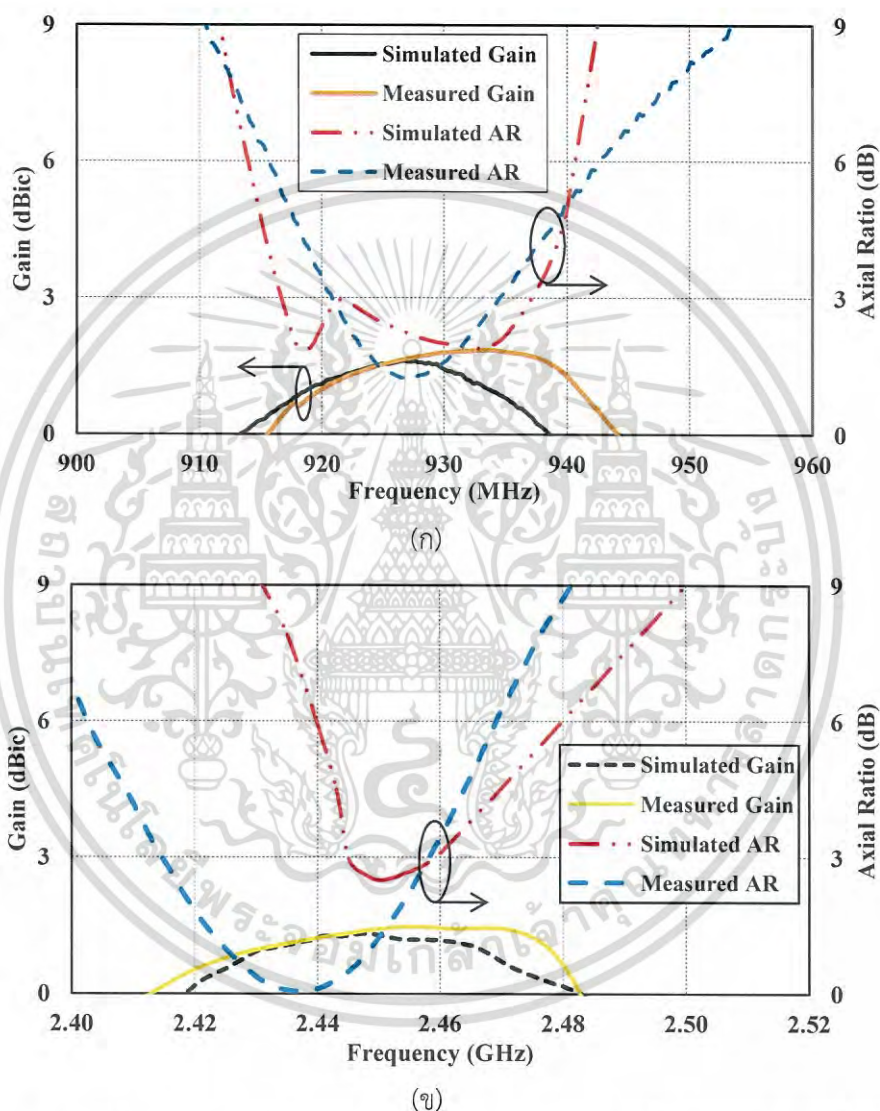 9
6
3
0
Gain (dBic)
Simulated Gain
Measured Gain
Simulated AR
Measured AR
9
6
3
0
Axial Ratio (dB)
900 910 920 930 940 950 960
Frequency (MHz)
(ก)
9
6
3
0
Gain (dBic)
Simulated Gain
Measured Gain
Simulated AR
Measured AR
9
6
3
0
Axial Ratio (dB)
2.40 2.42 2.44 2.46 2.48 2.50 2.52
Frequency (GHz)
(ข)